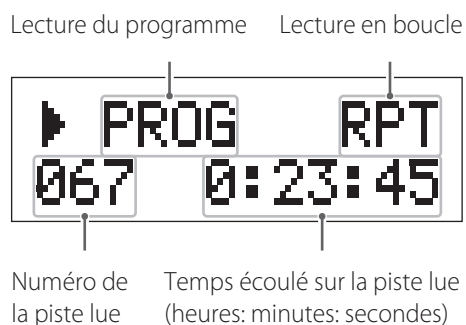 Lecture du programme Lecture en boucle
PROG RPT
067 0:23:45
Numéro de Temps écoulé sur la piste lue
la piste lue (heures: minutes: secondes)